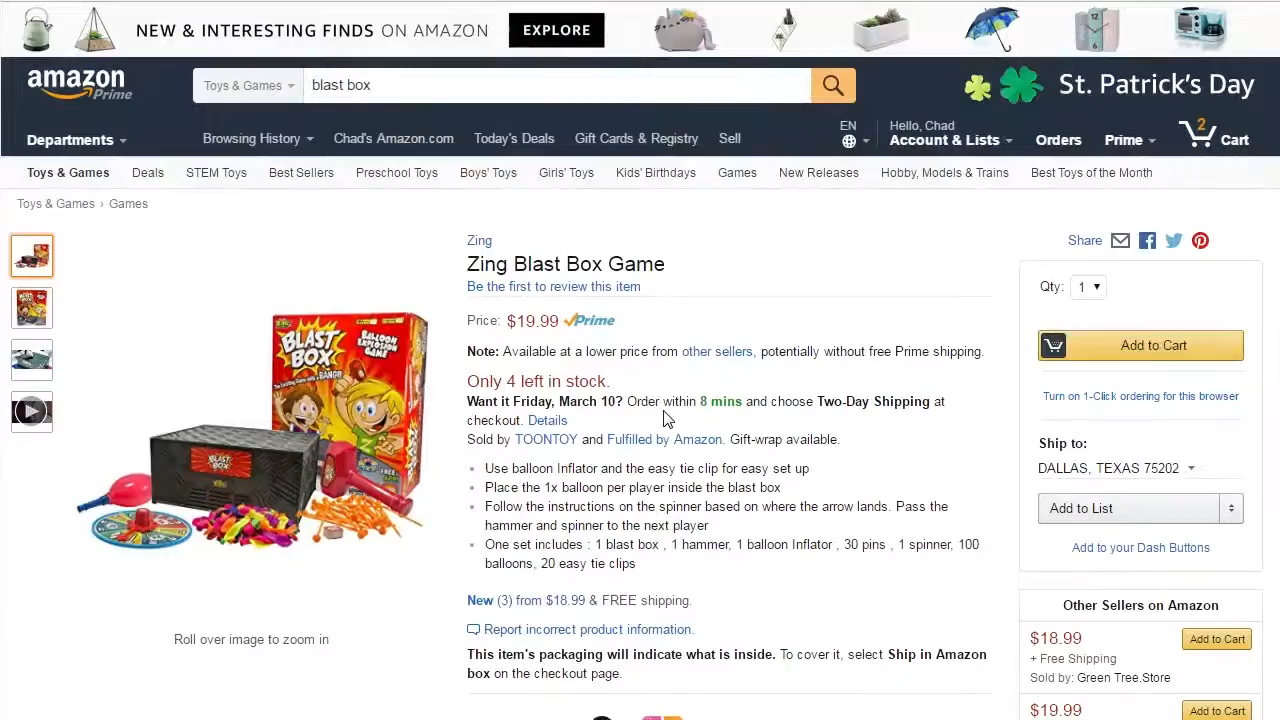 NEW & INTERESTING FINDS ON AMAZON EXPLORE
amazon Prime
Toys & Games
blast box
St. Patrick's Day
Departments
Browsing History
Chad's Amazon.com
Today's Deals
Gift Cards & Registry
Sell
EN
Hello, Chad
Account & Lists
Orders
Prime
2
Cart
Toys & Games
Deals
STEM Toys
Best Sellers
Preschool Toys
Boys' Toys
Girls' Toys
Kids' Birthdays
Games
New Releases
Hobby, Models & Trains
Best Toys of the Month
Toys & Games › Games
BLAST BOX
BALLOON EXPLOSION GAME
BLAST BOX
Roll over image to zoom in
Zing
Zing Blast Box Game
Be the first to review this item
Price: $19.99 Prime
Note: Available at a lower price from other sellers, potentially without free Prime shipping.
Only 4 left in stock.
Want it Friday, March 10? Order within 8 mins and choose Two-Day Shipping at
checkout. Details
Sold by TOONTOY and Fulfilled by Amazon. Gift-wrap available.
Use balloon Inflator and the easy tie clip for easy set up
Place the 1x balloon per player inside the blast box
Follow the instructions on the spinner based on where the arrow lands. Pass the
hammer and spinner to the next player
One set includes : 1 blast box , 1 hammer, 1 balloon Inflator , 30 pins , 1 spinner, 100
balloons, 20 easy tie clips
New (3) from $18.99 & FREE shipping.
Report incorrect product information.
This item's packaging will indicate what is inside. To cover it, select Ship in Amazon
box on the checkout page.
Share
Qty: 1
Add to Cart
Turn on 1-Click ordering for this browser
Ship to:
DALLAS, TEXAS 75202
Add to List
Add to your Dash Buttons
Other Sellers on Amazon
$18.99 Add to Cart
+ Free Shipping
Sold by: Green Tree.Store
$19.99 Add to Cart